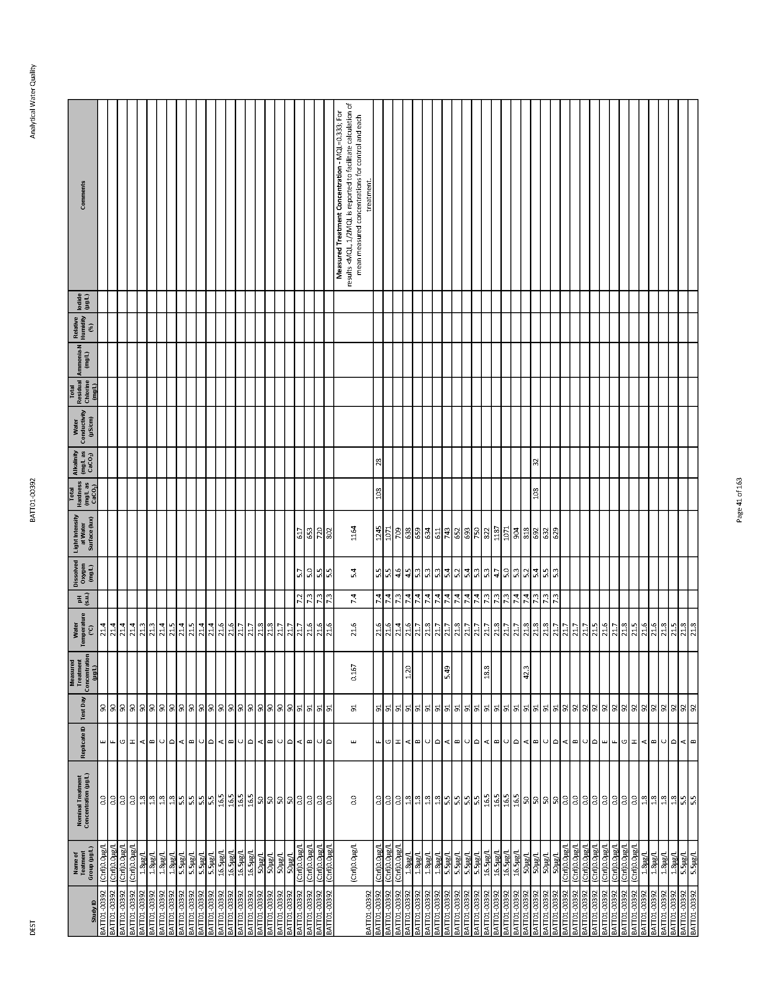 DEST BATT01-00392 Analytical Water Quality
Study ID Name of Teatment Group (µg/L) Nominal Treatment Concentration (µg/L) Replicate ID Test Day Measured Treatment Concentration (µg/L) Water Temperature (°C) pH (s.u.) Dissolved Oxygen (mg/L) Light Intensity at Water Surface (lux) Total Hardness (mg/L as CaCO₃) Alkalinity (mg/L as CaCO₃) Water Conductivity (µS/cm) Total Residual Chlorine (mg/L) Ammonia-N (mg/L) Relative Humidity (%) Iodide (µg/L) Comments
BATT01-00392 (Ctrl)0.0µg/L 0.0 E 90 21.4
BATT01-00392 (Ctrl)0.0µg/L 0.0 F 90 21.4
BATT01-00392 (Ctrl)0.0µg/L 0.0 G 90 21.4
BATT01-00392 (Ctrl)0.0µg/L 0.0 H 90 21.4
BATT01-00392 1.8µg/L 1.8 A 90 21.3
BATT01-00392 1.8µg/L 1.8 B 90 21.3
BATT01-00392 1.8µg/L 1.8 C 90 21.4
BATT01-00392 1.8µg/L 1.8 D 90 21.5
BATT01-00392 5.5µg/L 5.5 A 90 21.4
BATT01-00392 5.5µg/L 5.5 B 90 21.5
BATT01-00392 5.5µg/L 5.5 C 90 21.4
BATT01-00392 5.5µg/L 5.5 D 90 21.4
BATT01-00392 16.5µg/L 16.5 A 90 21.6
BATT01-00392 16.5µg/L 16.5 B 90 21.6
BATT01-00392 16.5µg/L 16.5 C 90 21.7
BATT01-00392 16.5µg/L 16.5 D 90 21.7
BATT01-00392 50µg/L 50 A 90 21.8
BATT01-00392 50µg/L 50 B 90 21.8
BATT01-00392 50µg/L 50 C 90 21.7
BATT01-00392 50µg/L 50 D 90 21.7
BATT01-00392 (Ctrl)0.0µg/L 0.0 A 91 21.7 7.2 5.7 617
BATT01-00392 (Ctrl)0.0µg/L 0.0 B 91 21.6 7.3 5.0 653
BATT01-00392 (Ctrl)0.0µg/L 0.0 C 91 21.6 7.3 5.5 720
BATT01-00392 (Ctrl)0.0µg/L 0.0 D 91 21.6 7.3 5.5 802
BATT01-00392 (Ctrl)0.0µg/L 0.0 E 91 0.167 21.6 7.4 5.4 1164
Measured Treatment Concentration - MQL=0.333; For
results <MQL, 1/2MQL is reported to facilitate calculation of
mean measured concentrations for control and each
treatment.
BATT01-00392 (Ctrl)0.0µg/L 0.0 F 91 21.6 7.4 5.5 1245 108 28
BATT01-00392 (Ctrl)0.0µg/L 0.0 G 91 21.6 7.4 5.5 1071
BATT01-00392 (Ctrl)0.0µg/L 0.0 H 91 21.4 7.3 4.6 709
BATT01-00392 1.8µg/L 1.8 A 91 1.20 21.6 7.4 4.5 638
BATT01-00392 1.8µg/L 1.8 B 91 21.7 7.4 5.3 659
BATT01-00392 1.8µg/L 1.8 C 91 21.8 7.4 5.3 634
BATT01-00392 1.8µg/L 1.8 D 91 21.7 7.4 5.3 611
BATT01-00392 5.5µg/L 5.5 A 91 5.49 21.7 7.4 5.4 743
BATT01-00392 5.5µg/L 5.5 B 91 21.8 7.4 5.2 652
BATT01-00392 5.5µg/L 5.5 C 91 21.7 7.4 5.4 693
BATT01-00392 5.5µg/L 5.5 D 91 21.7 7.4 5.3 750
BATT01-00392 16.5µg/L 16.5 A 91 18.8 21.7 7.3 5.3 822
BATT01-00392 16.5µg/L 16.5 B 91 21.8 7.3 4.7 1187
BATT01-00392 16.5µg/L 16.5 C 91 21.7 7.3 5.0 1071
BATT01-00392 16.5µg/L 16.5 D 91 21.7 7.4 5.3 904
BATT01-00392 50µg/L 50 A 91 42.3 21.8 7.4 5.2 818
BATT01-00392 50µg/L 50 B 91 21.8 7.3 5.4 692 108 32
BATT01-00392 50µg/L 50 C 91 21.8 7.3 5.5 632
BATT01-00392 50µg/L 50 D 91 21.7 7.3 5.3 629
BATT01-00392 (Ctrl)0.0µg/L 0.0 A 92 21.7
BATT01-00392 (Ctrl)0.0µg/L 0.0 B 92 21.7
BATT01-00392 (Ctrl)0.0µg/L 0.0 C 92 21.7
BATT01-00392 (Ctrl)0.0µg/L 0.0 D 92 21.5
BATT01-00392 (Ctrl)0.0µg/L 0.0 E 92 21.6
BATT01-00392 (Ctrl)0.0µg/L 0.0 F 92 21.7
BATT01-00392 (Ctrl)0.0µg/L 0.0 G 92 21.8
BATT01-00392 (Ctrl)0.0µg/L 0.0 H 92 21.5
BATT01-00392 1.8µg/L 1.8 A 92 21.6
BATT01-00392 1.8µg/L 1.8 B 92 21.6
BATT01-00392 1.8µg/L 1.8 C 92 21.8
BATT01-00392 1.8µg/L 1.8 D 92 21.5
BATT01-00392 5.5µg/L 5.5 A 92 21.8
BATT01-00392 5.5µg/L 5.5 B 92 21.8
Page 41 of 163